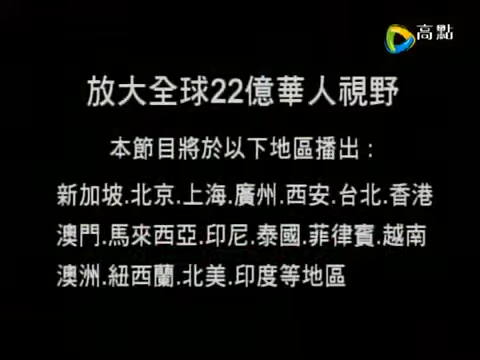 高點
放大全球22億華人視野
本節目將於以下地區播出：
新加坡.北京.上海.廣州.西安.台北.香港
澳門.馬來西亞.印尼.泰國.菲律賓.越南
澳洲.紐西蘭.北美.印度等地區